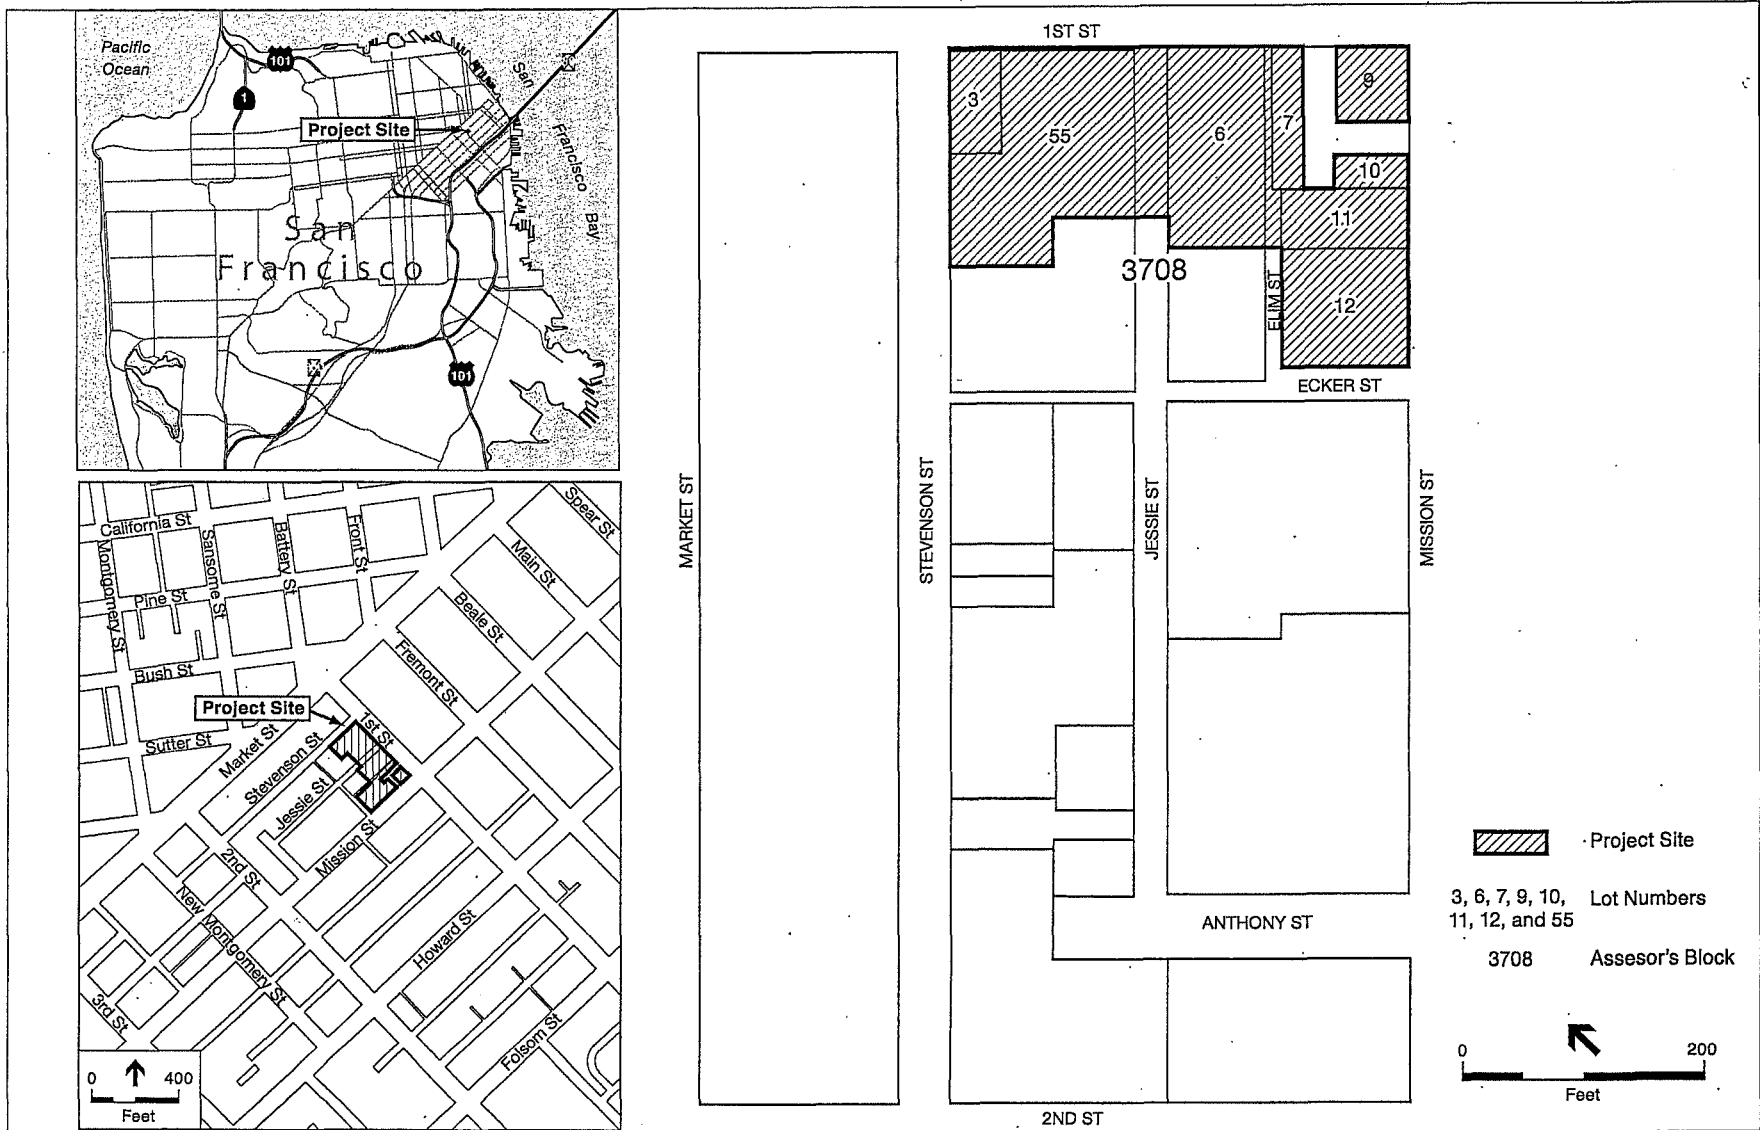 Pacific
Ocean
101
1
San
Francisco
Bay
Project Site
San
Francisco
101
California St
Montgomery St
Sansome St
Battery St
Front St
Pine St
Bush St
Sutter St
Spear St
Main St
Beale St
Fremont St
Project Site
1st St
Market St
Stevenson St
Jessie St
Mission St
2nd St
New Montgomery St
Howard St
3rd St
Folsom St
0 400
Feet
1ST ST
3
55
6
7
9
10
11
12
3708
ELIM ST
ECKER ST
MARKET ST
STEVENSON ST
JESSIE ST
MISSION ST
ANTHONY ST
2ND ST
Project Site
3, 6, 7, 9, 10, Lot Numbers
11, 12, and 55
3708 Assesor's Block
0 200
Feet